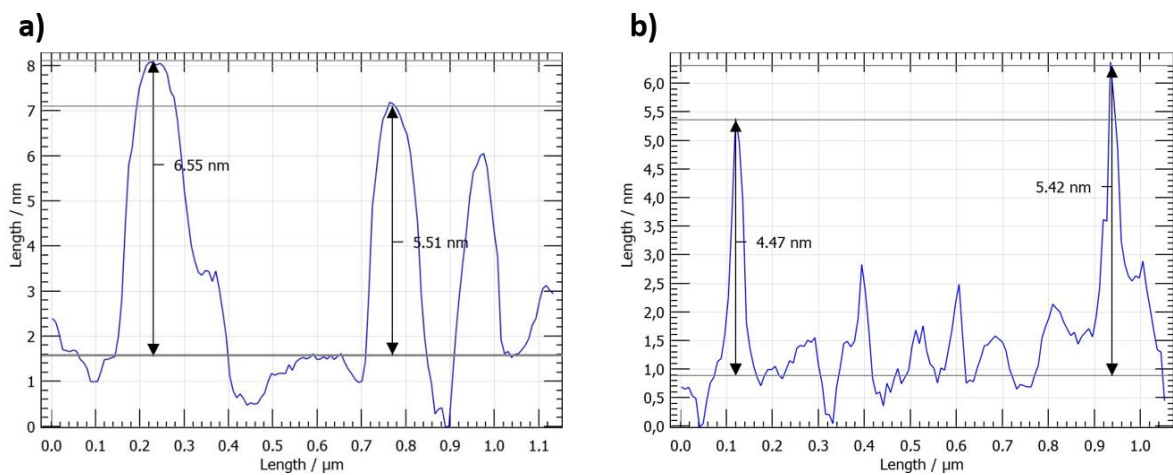 a)
Length / nm
8
7
6
5
4
3
2
1
0
6.55 nm
5.51 nm
0.0 0.1 0.2 0.3 0.4 0.5 0.6 0.7 0.8 0.9 1.0 1.1
Length / µm
b)
Length / nm
6,0
5,5
5,0
4,5
4,0
3,5
3,0
2,5
2,0
1,5
1,0
0,5
0,0
5.42 nm
4.47 nm
0.0 0.1 0.2 0.3 0.4 0.5 0.6 0.7 0.8 0.9 1.0
Length / µm